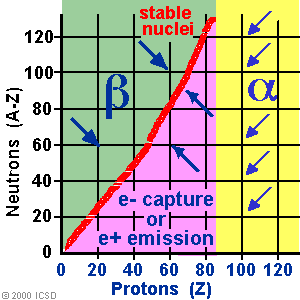 stable
nuclei
120
100
80
60
40
20
0
Neutrons (A-Z)
β
α
e- capture
or
e+ emission
0 20 40 60 80 100 120
Protons (Z)
© 2000 ICSD